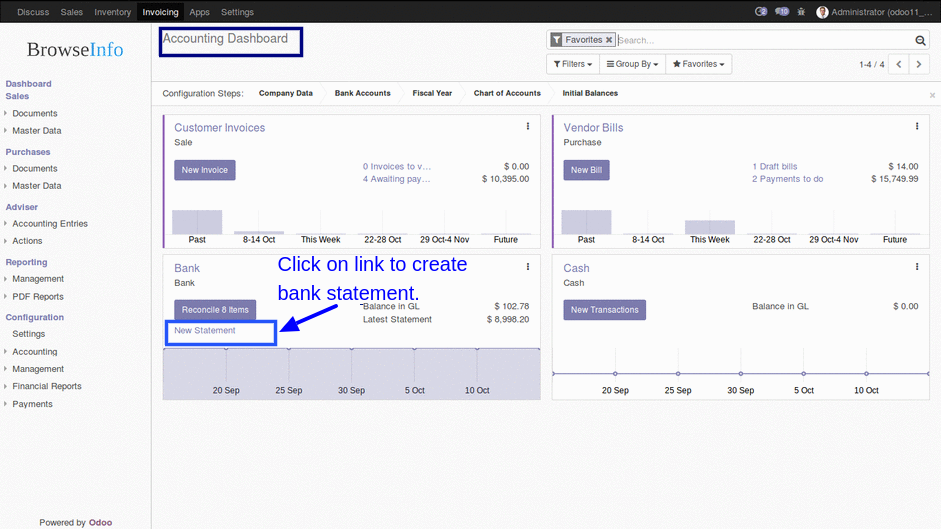 Discuss Sales Inventory Invoicing Apps Settings
Administrator (odoo11_...
BrowseInfo
Accounting Dashboard
Favorites ✖ Search...
Filters Group By Favorites 1-4 / 4
Configuration Steps: Company Data Bank Accounts Fiscal Year Chart of Accounts Initial Balances
Dashboard
Sales
Documents
Master Data
Purchases
Documents
Master Data
Adviser
Accounting Entries
Actions
Reporting
Management
PDF Reports
Configuration
Settings
Accounting
Management
Financial Reports
Payments
Powered by Odoo
Customer Invoices
Sale
New Invoice
0 Invoices to v... $ 0.00
4 Awaiting pay... $ 10,395.00
Past 8-14 Oct This Week 22-28 Oct 29 Oct-4 Nov Future
Vendor Bills
Purchase
New Bill
1 Draft bills $ 14.00
2 Payments to do $ 15,749.99
Past 8-14 Oct This Week 22-28 Oct 29 Oct-4 Nov Future
Bank
Bank
Click on link to create
bank statement.
Reconcile 8 Items
New Statement
Balance in GL $ 102.78
Latest Statement $ 8,998.20
20 Sep 25 Sep 30 Sep 5 Oct 10 Oct
Cash
Cash
New Transactions
Balance in GL $ 0.00
20 Sep 25 Sep 30 Sep 5 Oct 10 Oct